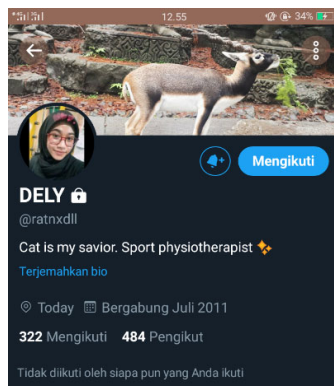 12.55
34%
Mengikuti
DELY
@ratnxdll
Cat is my savior. Sport physiotherapist ✨
Terjemahkan bio
Today Bergabung Juli 2011
322 Mengikuti 484 Pengikut
Tidak diikuti oleh siapa pun yang Anda ikuti